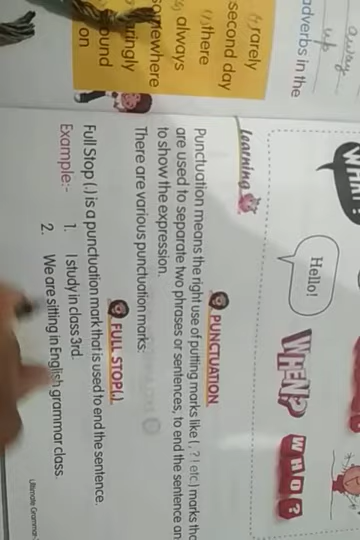 away
up
adverbs in the
rarely
second day
there
always
somewhere
ound
on
Hello!
WHEN?
WHO?
Learning
PUNCTUATION
Punctuation means the right use of putting marks like (, ? ! etc.) marks
are used to separate two phrases or sentences, to end the sentence
to show the expression.
There are various punctuation marks:
FULL STOP(.)
Full Stop (.) is a punctuation mark that is used to end the sentence.
Example:-
1. I study in class 3rd.
2. We are sitting in English grammar class.
Ultimate